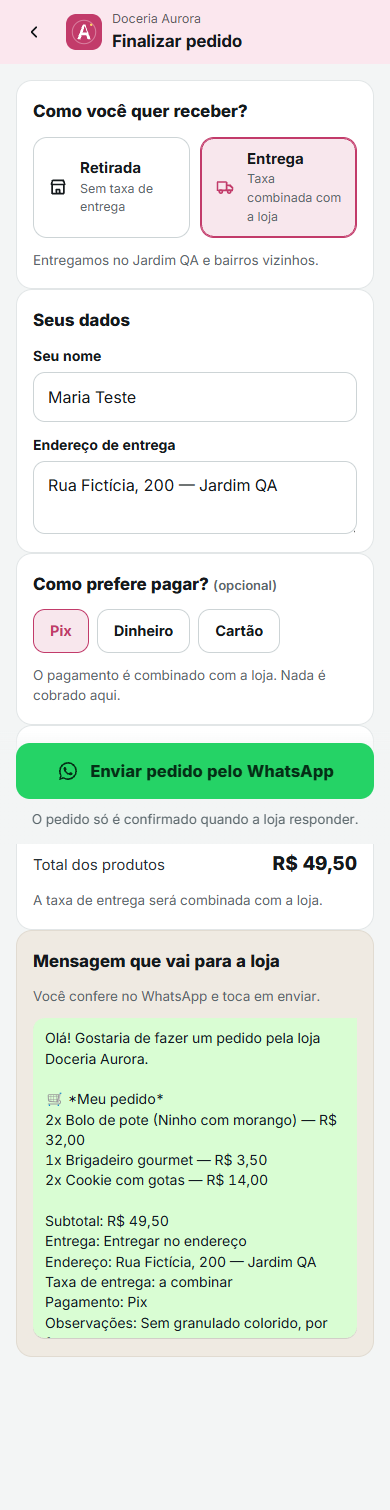 Doceria Aurora
A
Finalizar pedido
Como você quer receber?
Retirada
Sem taxa de
entrega
Entrega
Taxa
combinada com
a loja
Entregamos no Jardim QA e bairros vizinhos.
Seus dados
Seu nome
Maria Teste
Endereço de entrega
Rua Fictícia, 200 — Jardim QA
Como prefere pagar? (opcional)
Pix
Dinheiro
Cartão
O pagamento é combinado com a loja. Nada é
cobrado aqui.
Enviar pedido pelo WhatsApp
O pedido só é confirmado quando a loja responder.
Total dos produtos R$ 49,50
A taxa de entrega será combinada com a loja.
Mensagem que vai para a loja
Você confere no WhatsApp e toca em enviar.
Olá! Gostaria de fazer um pedido pela loja
Doceria Aurora.
🛒 *Meu pedido*
2x Bolo de pote (Ninho com morango) — R$
32,00
1x Brigadeiro gourmet — R$ 3,50
2x Cookie com gotas — R$ 14,00
Subtotal: R$ 49,50
Entrega: Entregar no endereço
Endereço: Rua Fictícia, 200 — Jardim QA
Taxa de entrega: a combinar
Pagamento: Pix
Observações: Sem granulado colorido, por